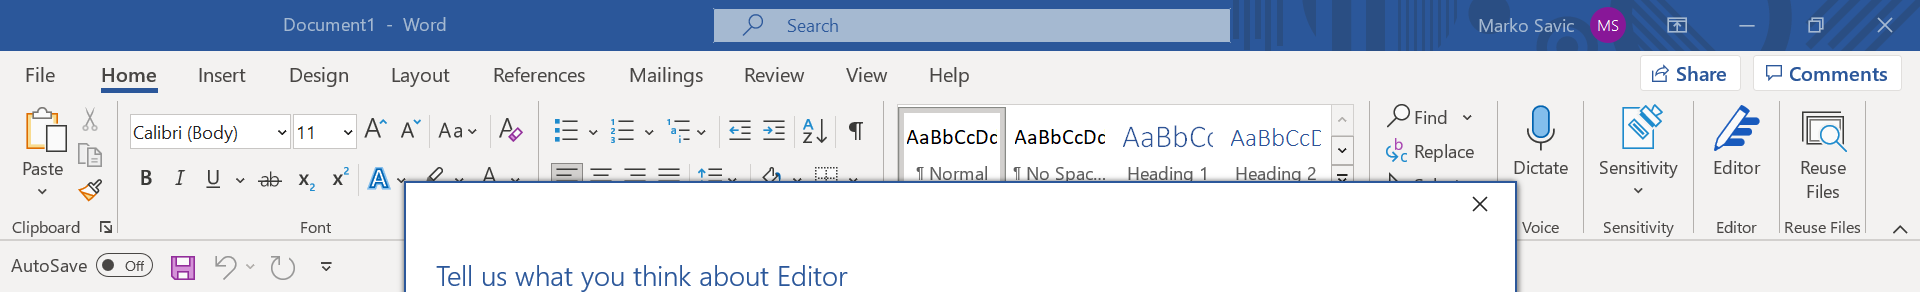 Document1 - Word
Search
Marko Savic MS
File Home Insert Design Layout References Mailings Review View Help
Share Comments
Calibri (Body) 11 Aa
AaBbCcDc AaBbCcDc AaBbCc AaBbCcD
Find
Replace
Paste
¶ Normal ¶ No Spac... Heading 1 Heading 2
Dictate Sensitivity Editor Reuse Files
B I U ab x₂ x² A A
Clipboard Font Voice Sensitivity Editor Reuse Files
AutoSave Off
Tell us what you think about Editor